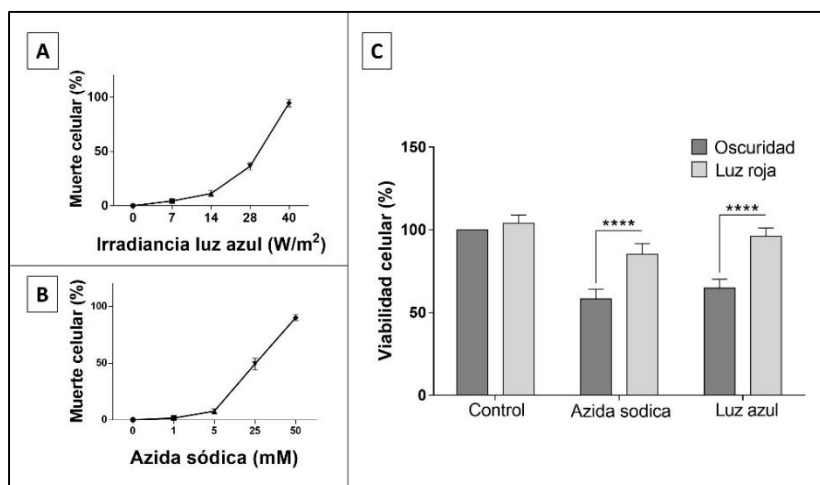 A
Muerte celular (%)
100
50
0
0 7 14 28 40
Irradiancia luz azul (W/m²)
B
Muerte celular (%)
100
50
0
0 1 5 25 50
Azida sódica (mM)
C
Viabilidad celular (%)
150
100
50
0
Oscuridad
Luz roja
****
****
Control Azida sodica Luz azul